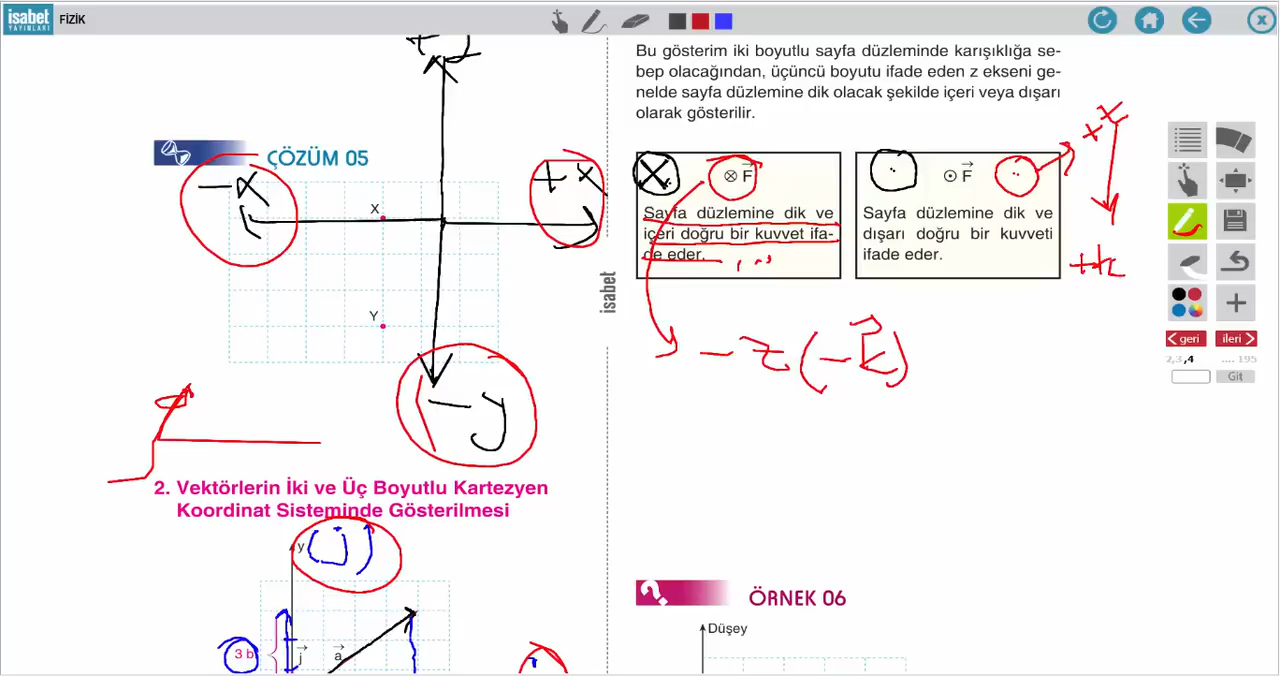 isabet
YAYINLARI
FİZİK
ÇÖZÜM 05
-x
+x
X
Y
-y
2. Vektörlerin İki ve Üç Boyutlu Kartezyen
Koordinat Sisteminde Gösterilmesi
y
j
3 b
j
a
isabet
Bu gösterim iki boyutlu sayfa düzleminde karışıklığa se-
bep olacağından, üçüncü boyutu ifade eden z ekseni ge-
nelde sayfa düzlemine dik olacak şekilde içeri veya dışarı
olarak gösterilir.
⊗ F
Sayfa düzlemine dik ve
içeri doğru bir kuvvet ifa-
de eder.
⊙ F
Sayfa düzlemine dik ve
dışarı doğru bir kuvveti
ifade eder.
+z
-z(-k)
ÖRNEK 06
Düşey
geri
ileri
2,3 ,4
.... 195
Git